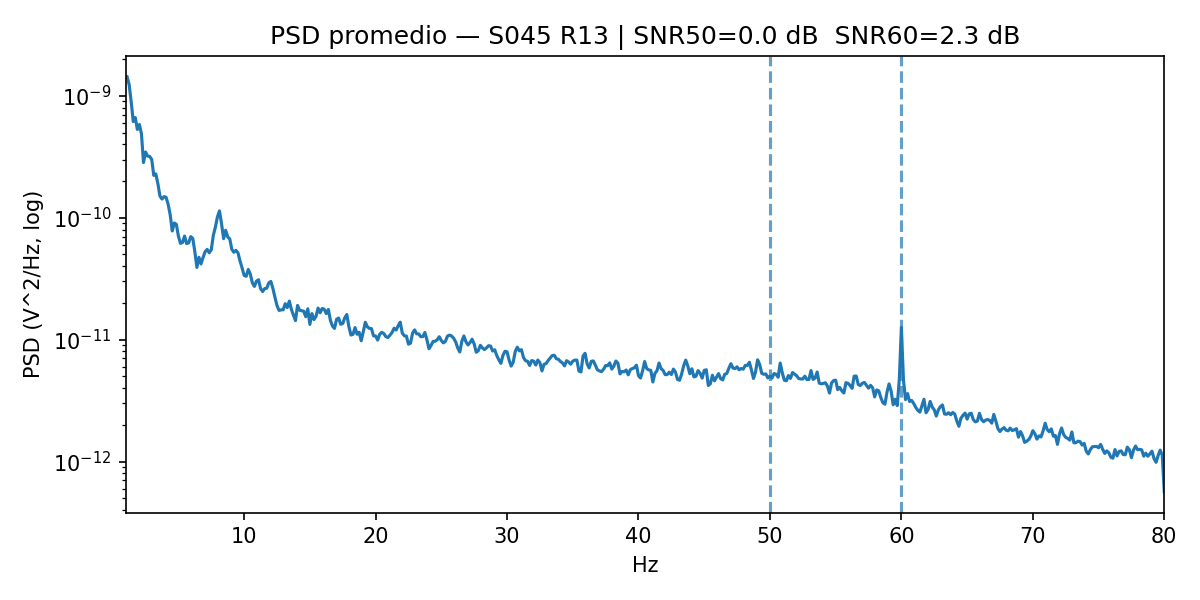 PSD promedio — S045 R13 | SNR50=0.0 dB  SNR60=2.3 dB
PSD (V^2/Hz, log)
10⁻⁹
10⁻¹⁰
10⁻¹¹
10⁻¹²
10 20 30 40 50 60 70 80
Hz